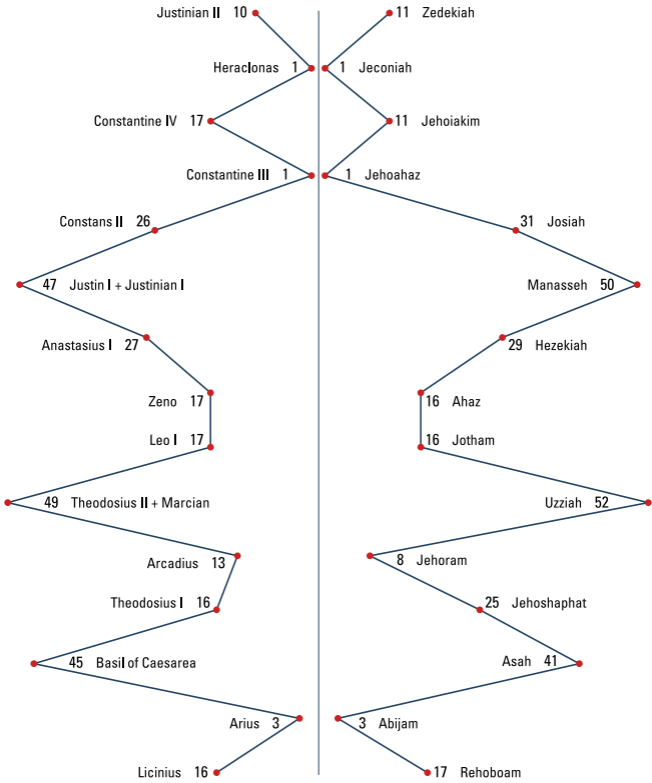 Justinian II 10 11 Zedekiah
Heraclonas 1 1 Jeconiah
Constantine IV 17 11 Jehoiakim
Constantine III 1 1 Jehoahaz
Constans II 26 31 Josiah
47 Justin I + Justinian I Manasseh 50
Anastasius I 27 29 Hezekiah
Zeno 17 16 Ahaz
Leo I 17 16 Jotham
49 Theodosius II + Marcian Uzziah 52
Arcadius 13 8 Jehoram
Theodosius I 16 25 Jehoshaphat
45 Basil of Caesarea Asah 41
Arius 3 3 Abijam
Licinius 16 17 Rehoboam